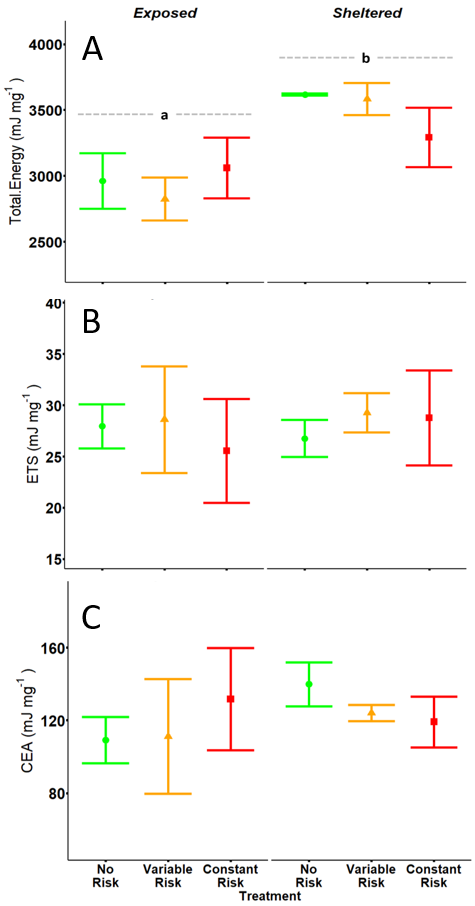 Exposed Sheltered
A
Total.Energy (mJ mg⁻¹ )
4000
3500
3000
2500
a
b
B
ETS (mJ mg⁻¹ )
40
35
30
25
20
15
C
CEA (mJ mg⁻¹ )
160
120
80
No Risk
Variable Risk
Constant Risk
No Risk
Variable Risk
Constant Risk
Treatment